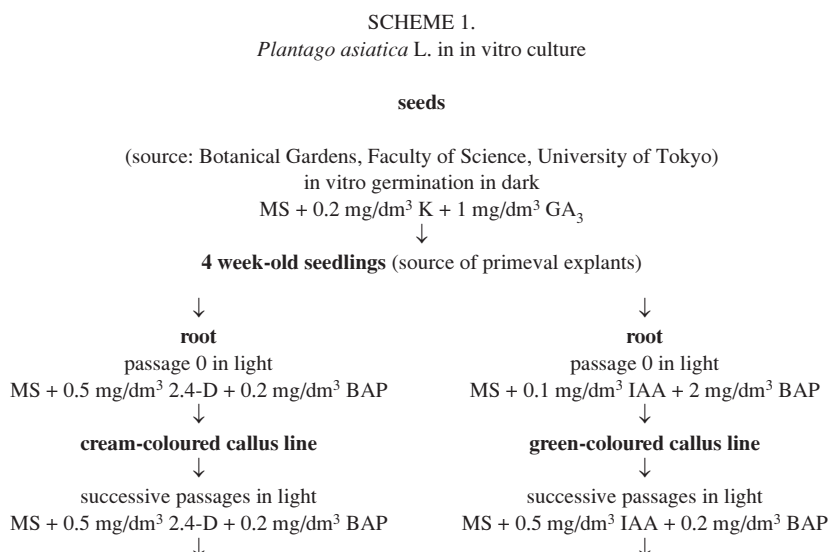 SCHEME 1.
Plantago asiatica L. in in vitro culture
seeds
(source: Botanical Gardens, Faculty of Science, University of Tokyo)
in vitro germination in dark
MS + 0.2 mg/dm³ K + 1 mg/dm³ GA₃
↓
4 week-old seedlings (source of primeval explants)
↓
root
passage 0 in light
MS + 0.5 mg/dm³ 2.4-D + 0.2 mg/dm³ BAP
↓
cream-coloured callus line
↓
successive passages in light
MS + 0.5 mg/dm³ 2.4-D + 0.2 mg/dm³ BAP
↓
↓
root
passage 0 in light
MS + 0.1 mg/dm³ IAA + 2 mg/dm³ BAP
↓
green-coloured callus line
↓
successive passages in light
MS + 0.5 mg/dm³ IAA + 0.2 mg/dm³ BAP
↓